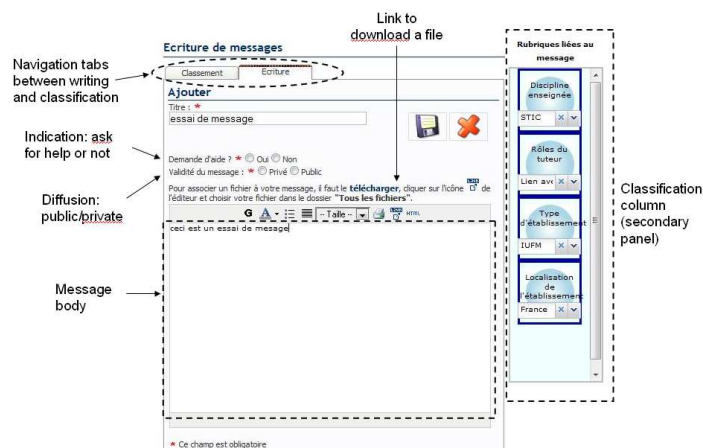 Link to
download a file
Ecriture de messages
Rubriques liées au
message
Navigation tabs
between writing
and classification
Classement
Ecriture
Ajouter
Titre : *
essai de message
Discipline
enseignée
STIC
Indication: ask
for help or not
Demande d'aide ? * Oui Non
Validité du message : * Privé Public
Rôles du
tuteur
Lien ave
Pour associer un fichier à votre message, il faut le télécharger, cliquer sur l'icône de
l'éditeur et choisir votre fichier dans le dossier "Tous les fichiers".
Diffusion:
public/private
G A -- Taille -- HTML
ceci est un essai de mesage
Type
d'établissement
IUFM
Classification
column
(secondary
panel)
Message
body
Localisation
de
l'établissement
France
* Ce champ est obligatoire